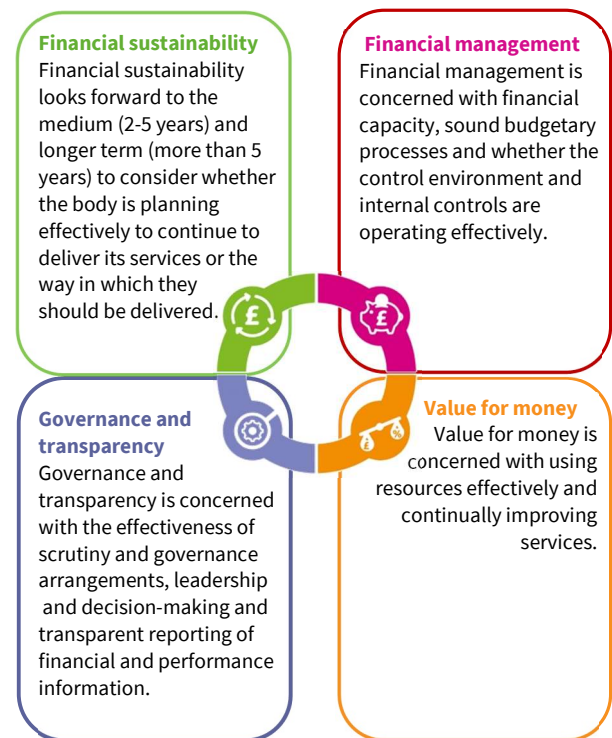 Financial sustainability
Financial sustainability
looks forward to the
medium (2-5 years) and
longer term (more than 5
years) to consider whether
the body is planning
effectively to continue to
deliver its services or the
way in which they
should be delivered.
Financial management
Financial management is
concerned with financial
capacity, sound budgetary
processes and whether the
control environment and
internal controls are
operating effectively.
£
£
Governance and
transparency
Governance and
transparency is concerned
with the effectiveness of
scrutiny and governance
arrangements, leadership
and decision-making and
transparent reporting of
financial and performance
information.
£ %
Value for money
Value for money is
concerned with using
resources effectively and
continually improving
services.